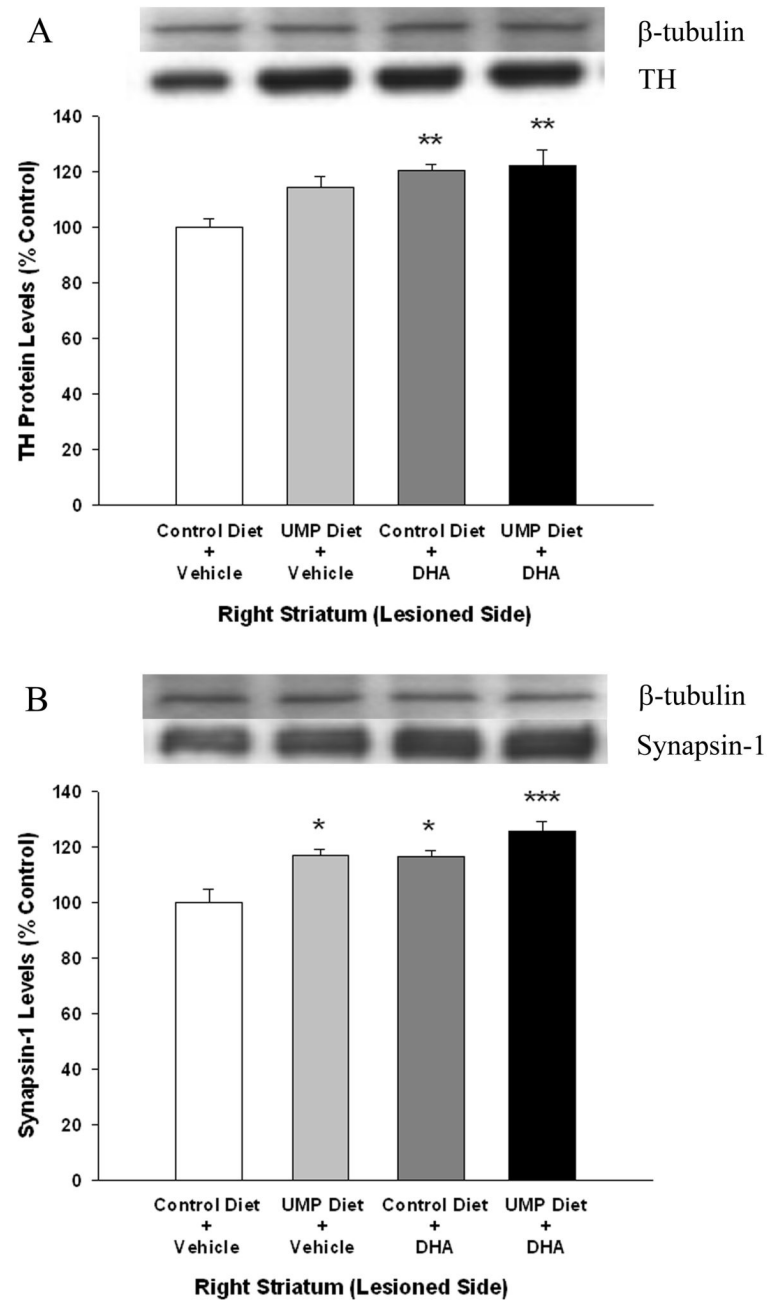 A
β-tubulin
TH
TH Protein Levels (% Control)
140
120
100
80
60
40
20
0
**
**
Control Diet
+
Vehicle
UMP Diet
+
Vehicle
Control Diet
+
DHA
UMP Diet
+
DHA
Right Striatum (Lesioned Side)
B
β-tubulin
Synapsin-1
Synapsin-1 Levels (% Control)
140
120
100
80
60
40
20
0
*
*
***
Control Diet
+
Vehicle
UMP Diet
+
Vehicle
Control Diet
+
DHA
UMP Diet
+
DHA
Right Striatum (Lesioned Side)